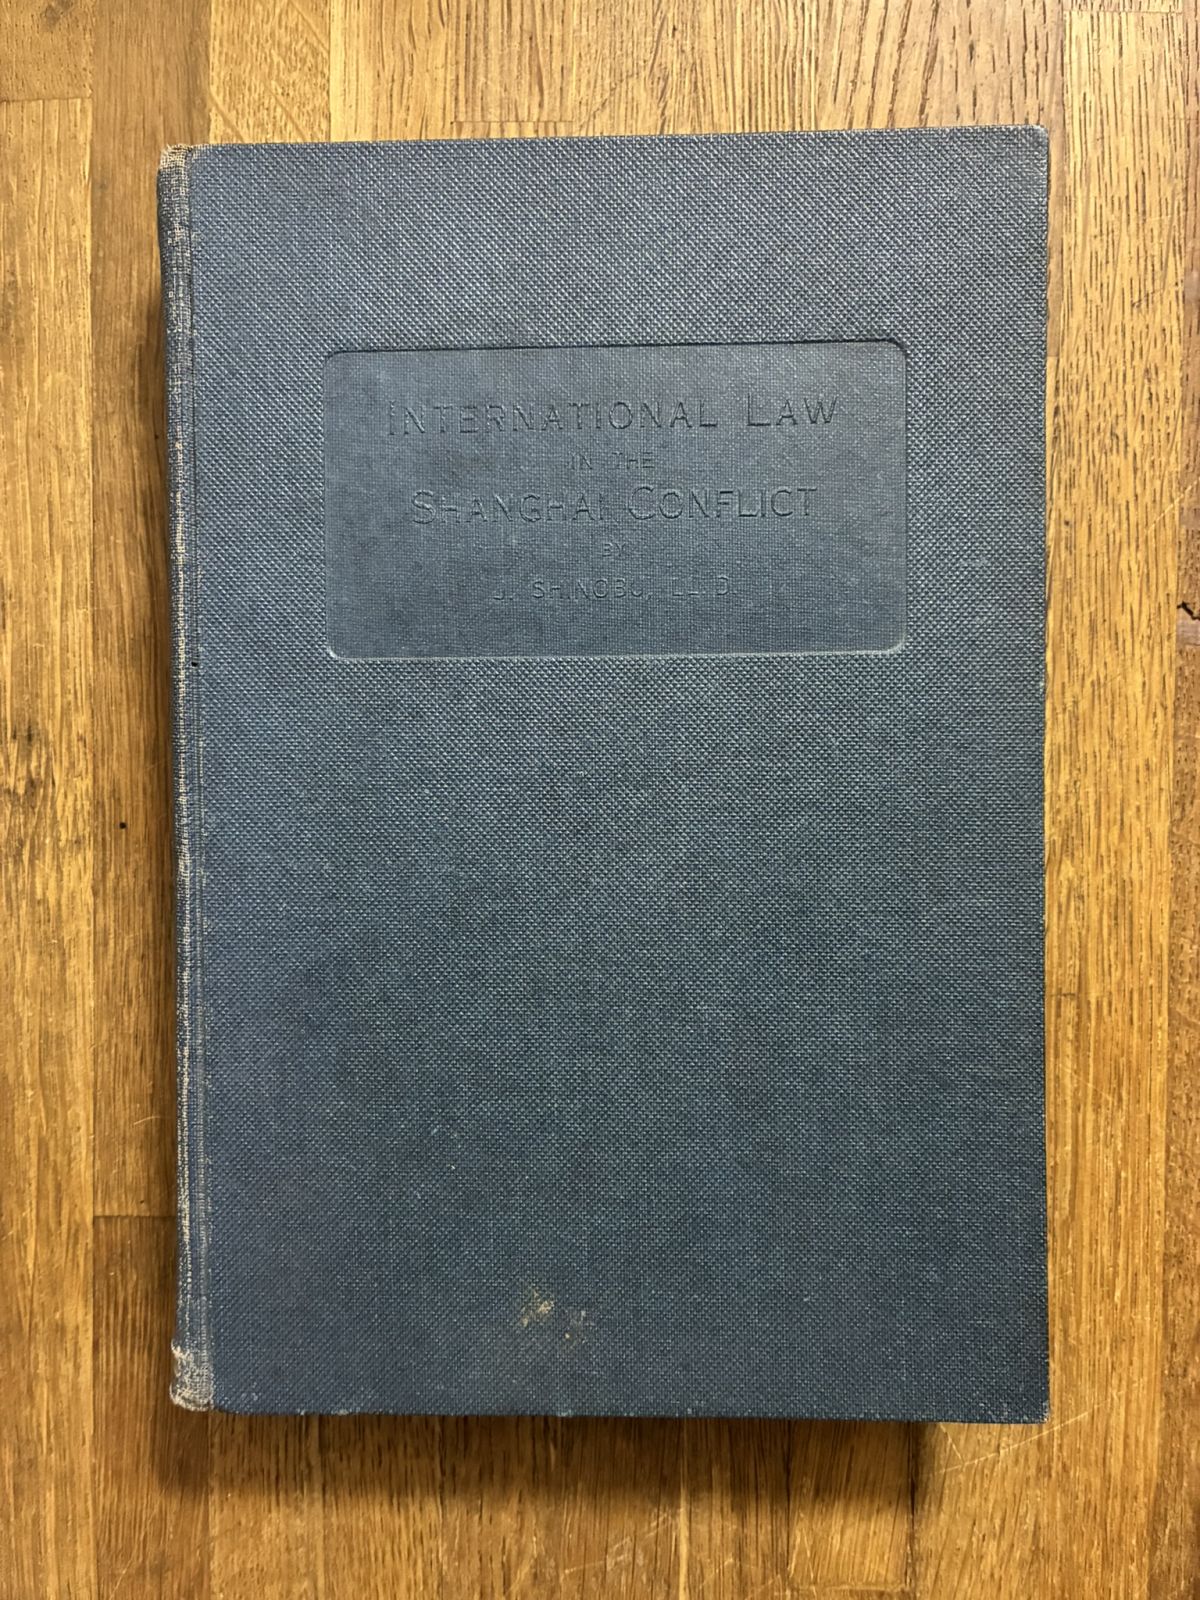 INTERNATIONAL LAW
IN THE
SHANGHAI CONFLICT
BY
J. SHINOBU, LL. D.